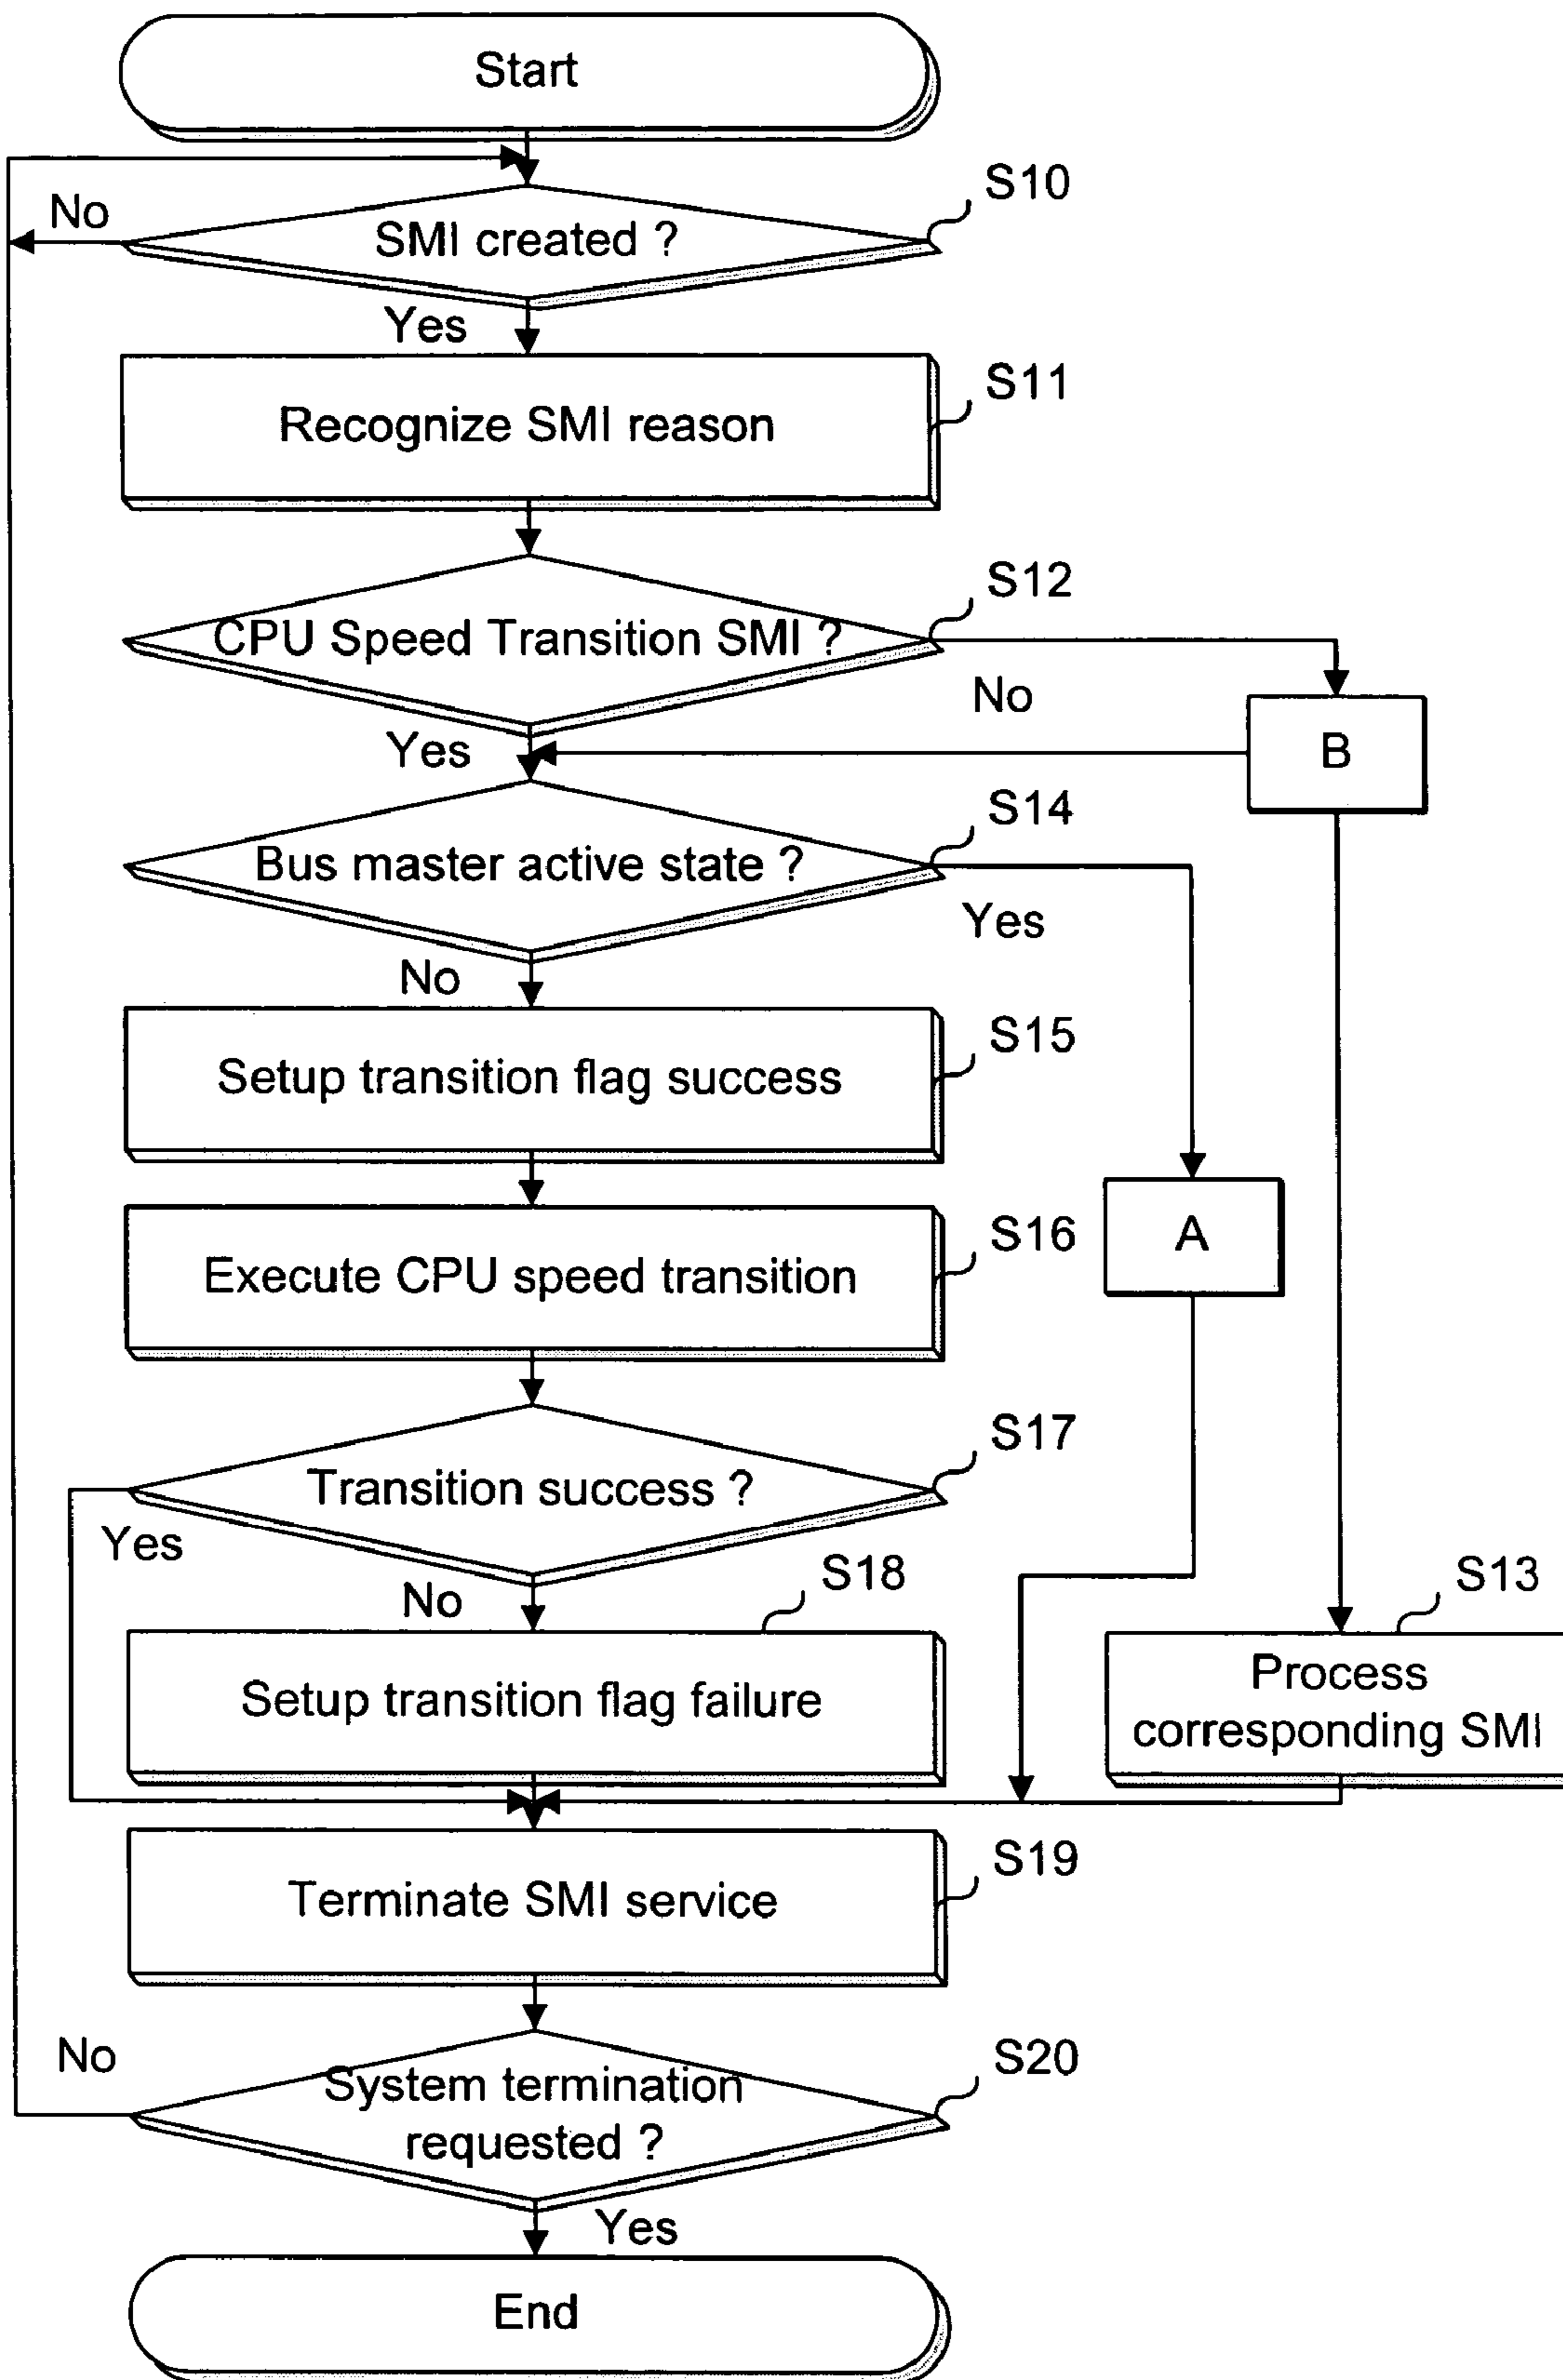 Start
S10
No
SMI created ?
Yes
S11
Recognize SMI reason
S12
CPU Speed Transition SMI ?
No
Yes
B
S14
Bus master active state ?
Yes
No
S15
Setup transition flag success
S16
A
Execute CPU speed transition
S17
Transition success ?
Yes
S18
S13
No
Setup transition flag failure
Process
corresponding SMI
S19
Terminate SMI service
S20
No
System termination
requested ?
Yes
End